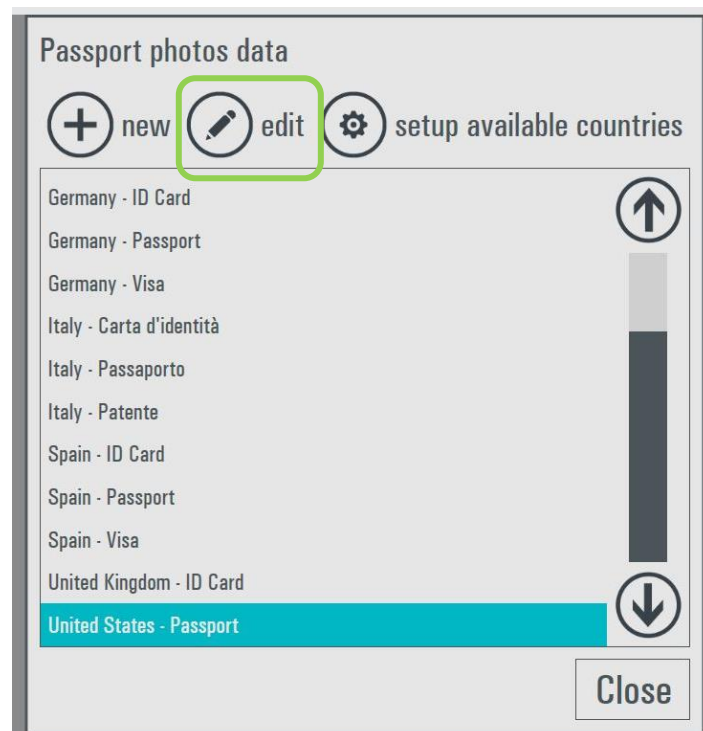 Passport photos data
new edit setup available countries
Germany - ID Card
Germany - Passport
Germany - Visa
Italy - Carta d'identità
Italy - Passaporto
Italy - Patente
Spain - ID Card
Spain - Passport
Spain - Visa
United Kingdom - ID Card
United States - Passport
Close